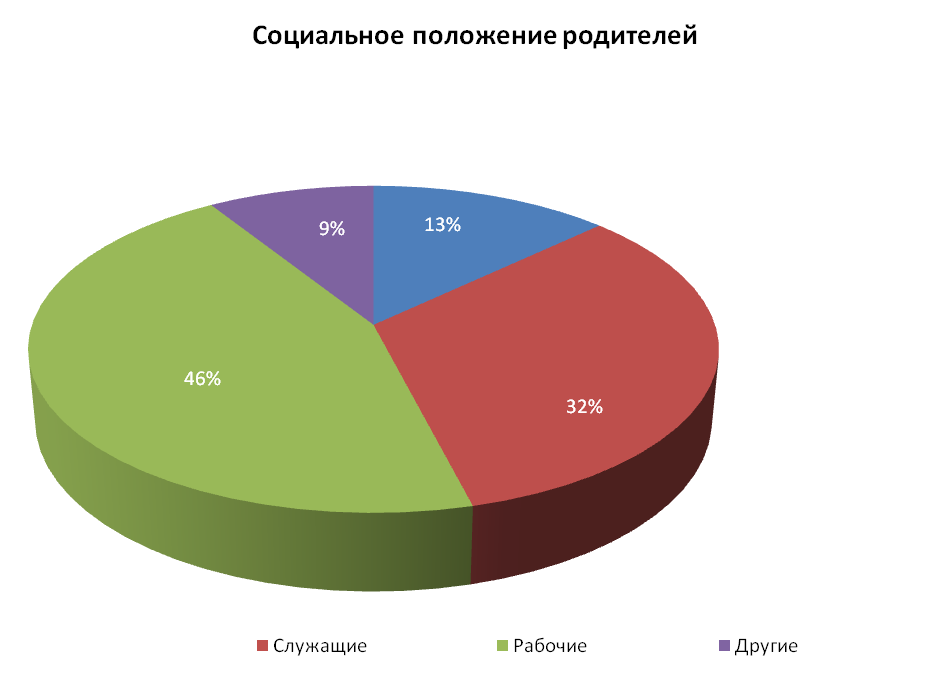 Социальное положение родителей
9%
13%
46%
32%
Служащие
Рабочие
Другие